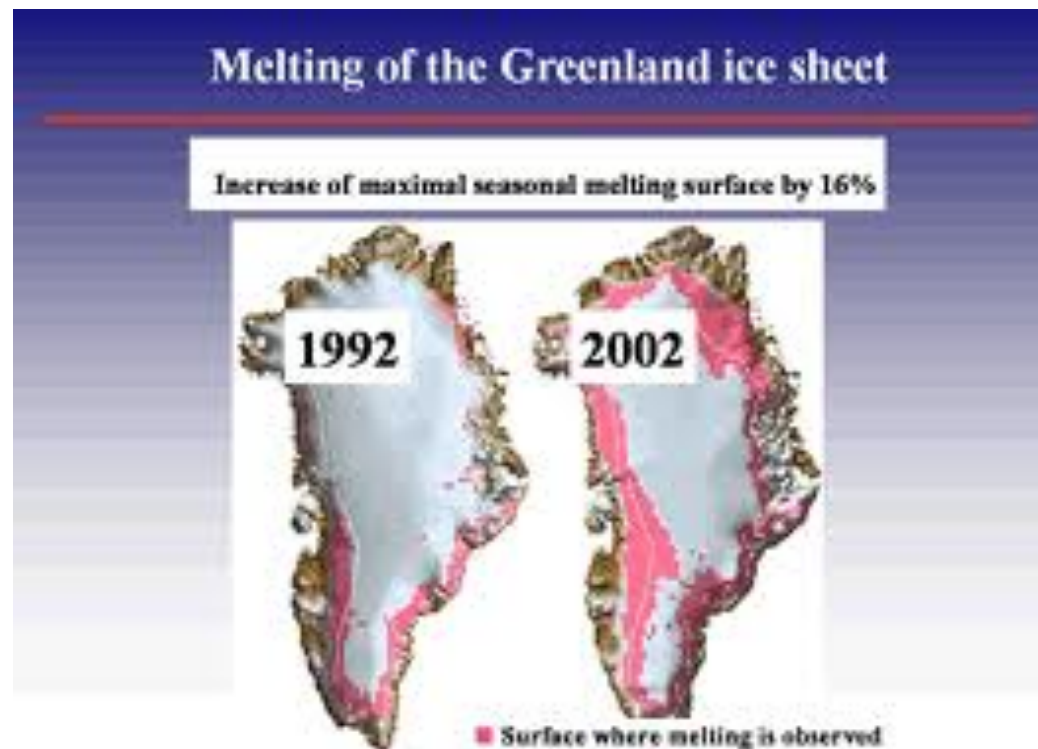 Melting of the Greenland ice sheet
Increase of maximal seasonal melting surface by 16%
1992
2002
Surface where melting is observed